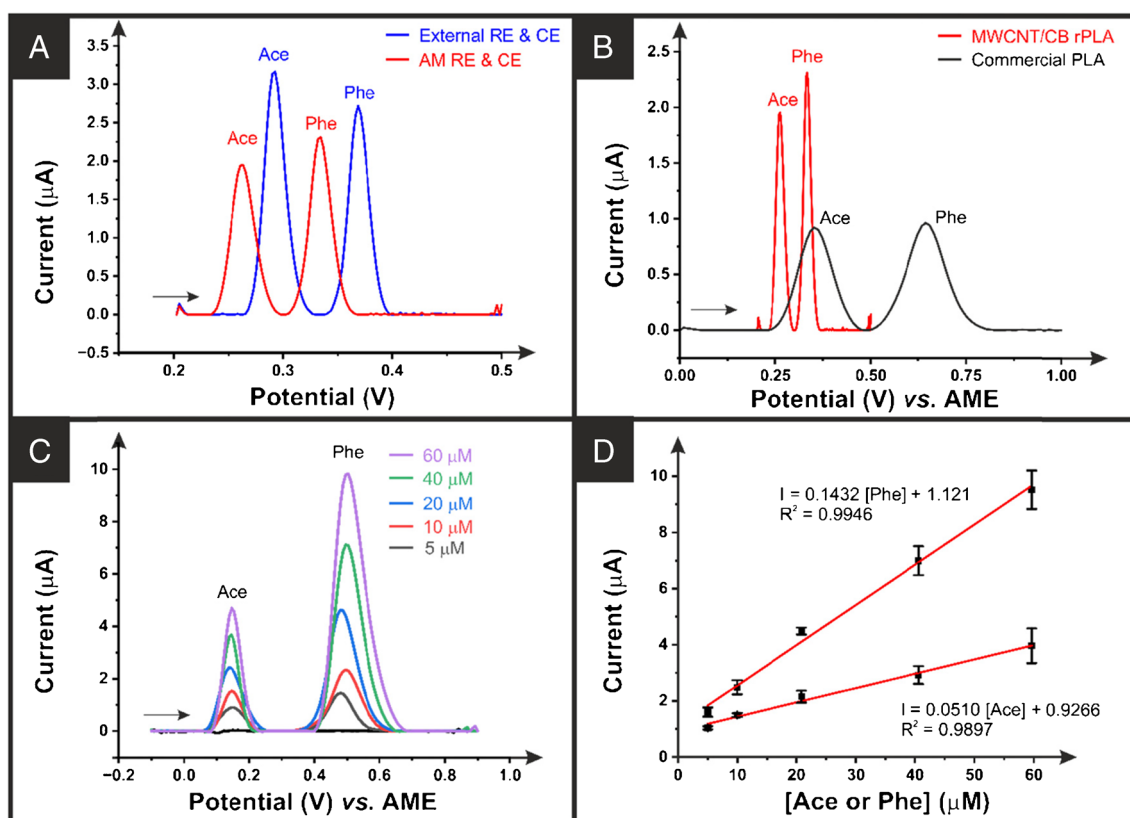 A
External RE & CE
AM RE & CE
Ace
Phe
Ace
Phe
Current (μA)
3.5
3.0
2.5
2.0
1.5
1.0
0.5
0.0
−0.5
0.2
0.3
0.4
0.5
Potential (V)
B
MWCNT/CB rPLA
Commercial PLA
Phe
Ace
Ace
Phe
Current (μA)
2.5
2.0
1.5
1.0
0.5
0.0
0.00
0.25
0.50
0.75
1.00
Potential (V) vs. AME
C
Phe
60 μM
40 μM
20 μM
10 μM
5 μM
Ace
Current (μA)
10
8
6
4
2
0
−0.2
0.0
0.2
0.4
0.6
0.8
1.0
Potential (V) vs. AME
D
I = 0.1432 [Phe] + 1.121
R² = 0.9946
I = 0.0510 [Ace] + 0.9266
R² = 0.9897
Current (μA)
10
8
6
4
2
0
0
10
20
30
40
50
60
[Ace or Phe] (μM)